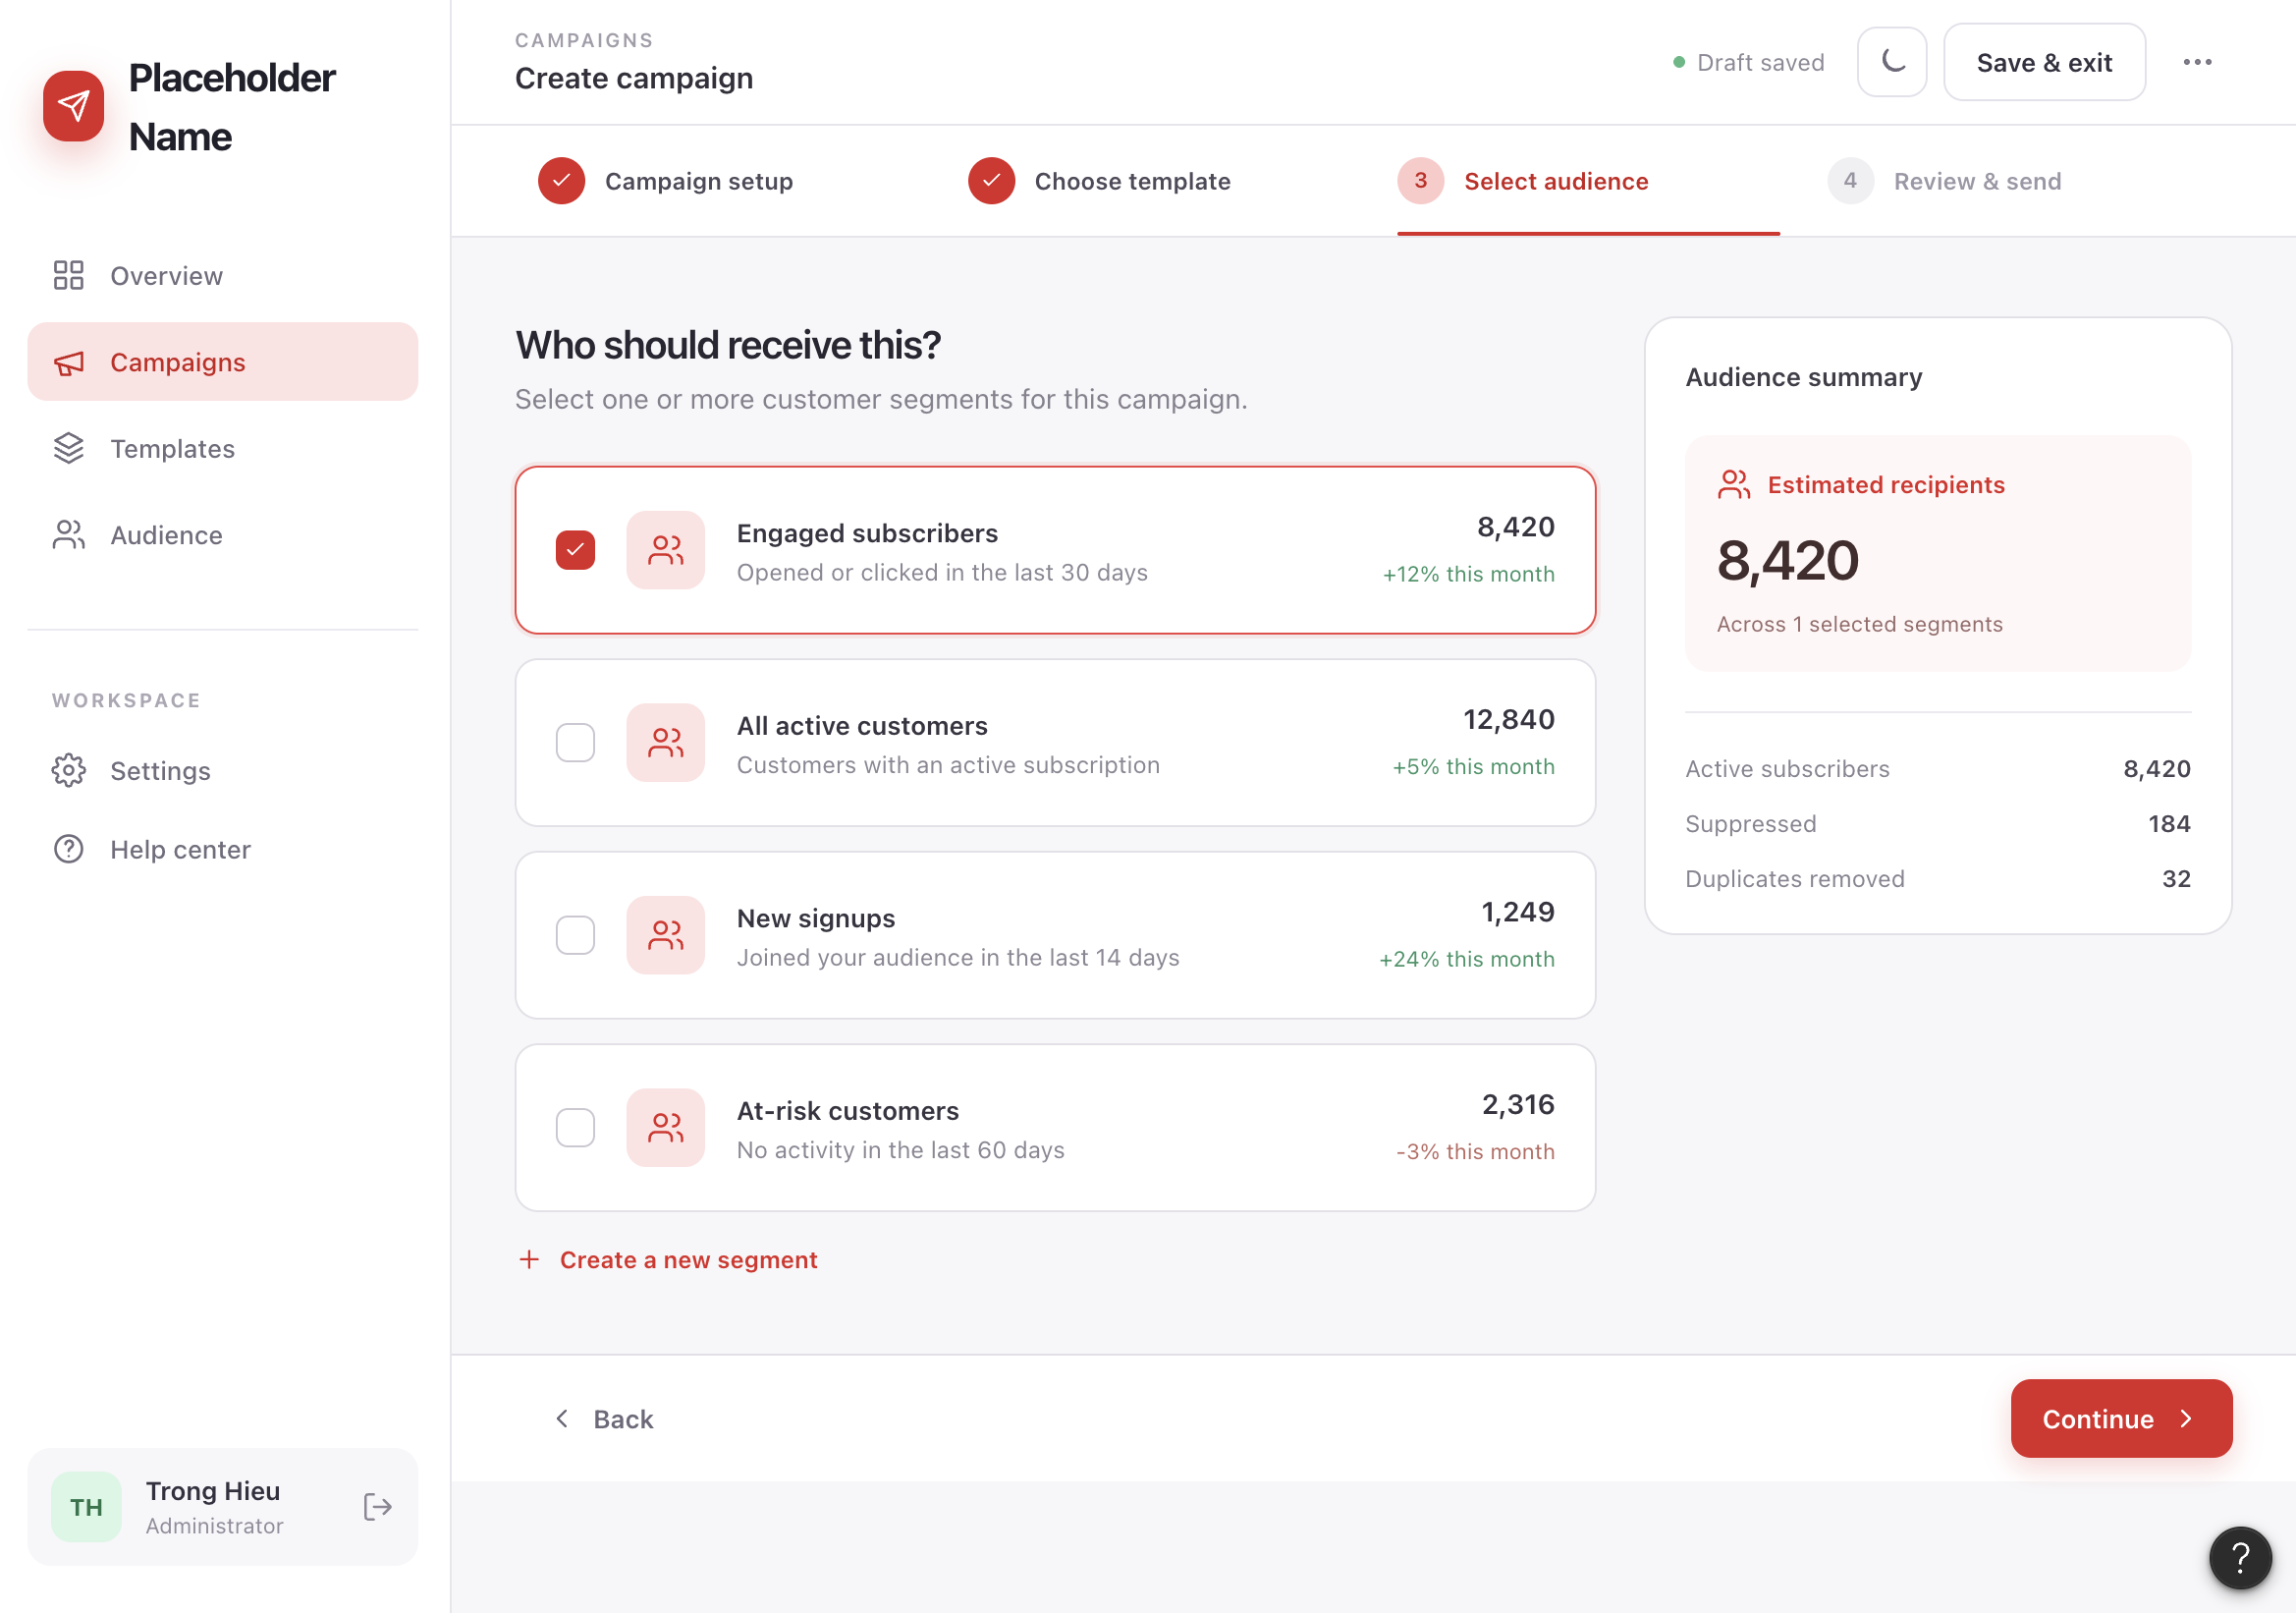 Placeholder
Name
Overview
Campaigns
Templates
Audience
WORKSPACE
Settings
Help center
TH
Trong Hieu
Administrator
CAMPAIGNS
Create campaign
Draft saved
Save & exit
Campaign setup
Choose template
3
Select audience
4
Review & send
Who should receive this?
Select one or more customer segments for this campaign.
Engaged subscribers
Opened or clicked in the last 30 days
8,420
+12% this month
All active customers
Customers with an active subscription
12,840
+5% this month
New signups
Joined your audience in the last 14 days
1,249
+24% this month
At-risk customers
No activity in the last 60 days
2,316
-3% this month
Create a new segment
Audience summary
Estimated recipients
8,420
Across 1 selected segments
Active subscribers 8,420
Suppressed 184
Duplicates removed 32
Back
Continue
?